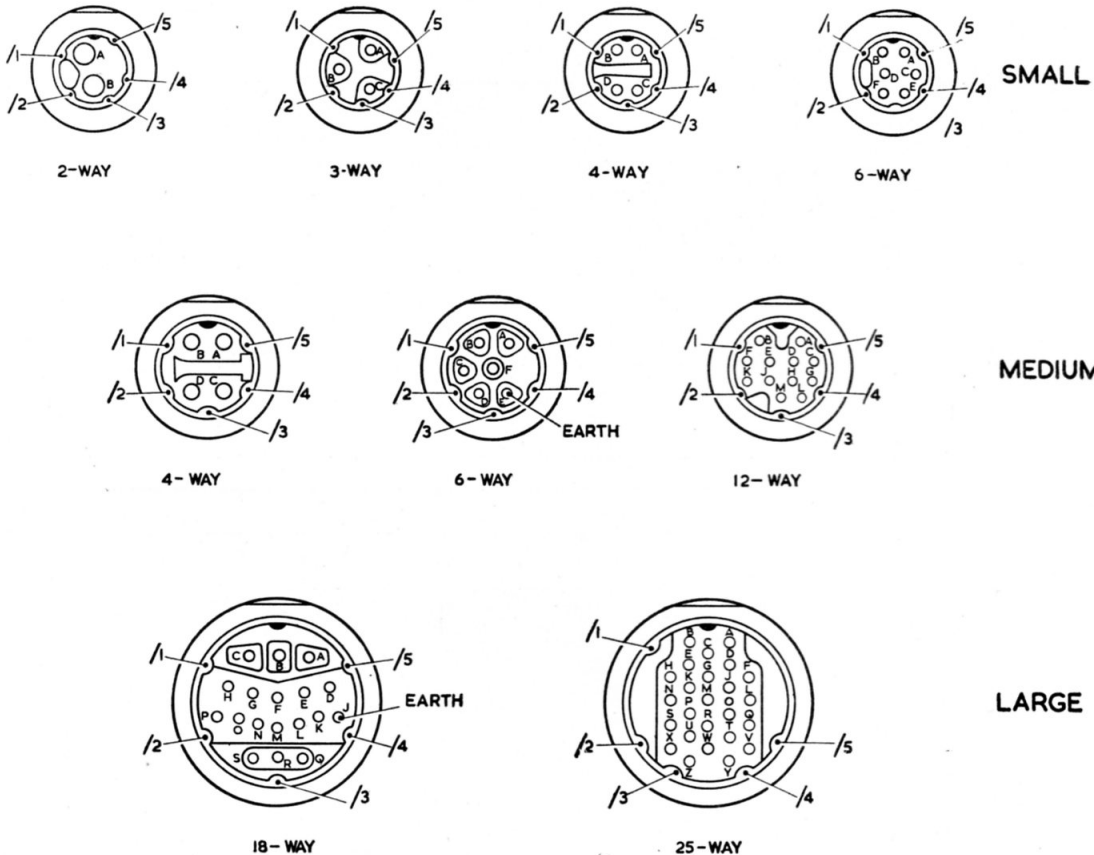 /1 /5 /1 /5 /1 /5 /1 /5
A A B A B A
B B D C
B C D C F E
/2 /4 /2 /4 /2 /4 /2 /4
/3 /3 /3 /3
SMALL
2-WAY 3-WAY 4-WAY 6-WAY
/1 /5 /1 /5 /1 /5
B A B A B A
C F F E D C
D C D E K J H G
M L
/2 /4 /2 /4 /2 /4
/3 /3 /3
EARTH
MEDIUM
4-WAY 6-WAY 12-WAY
/1 /5 /1
C B A B A
C
E D
H G J F
H G F E D K
N M L
P O N M L K J P O
S R Q
U T
X W V
S R Q Z Y
EARTH
/2 /4 /2 /5
/3 /3 /4
LARGE
18-WAY 25-WAY